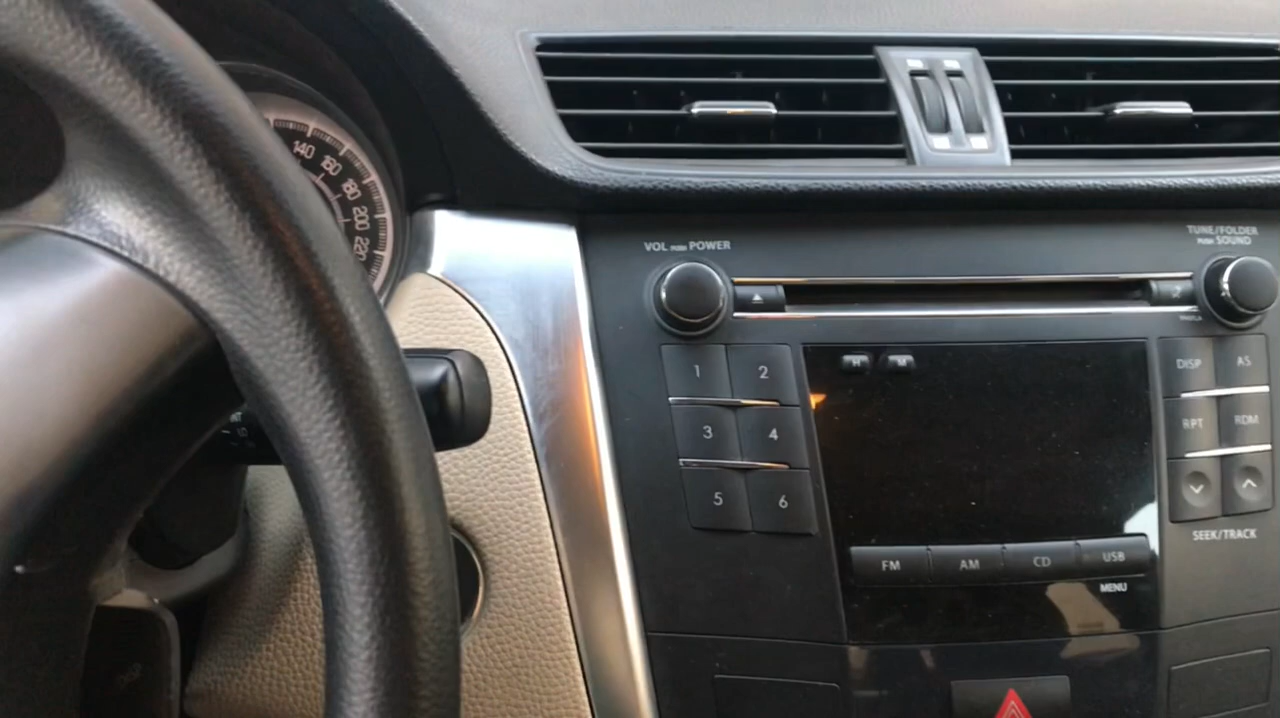 140
160
180
200
220
VOL PUSH POWER
TUNE/FOLDER
PUSH SOUND
1 2
3 4
5 6
H M
DISP AS
RPT RDM
SEEK/TRACK
FM AM CD USB
MENU